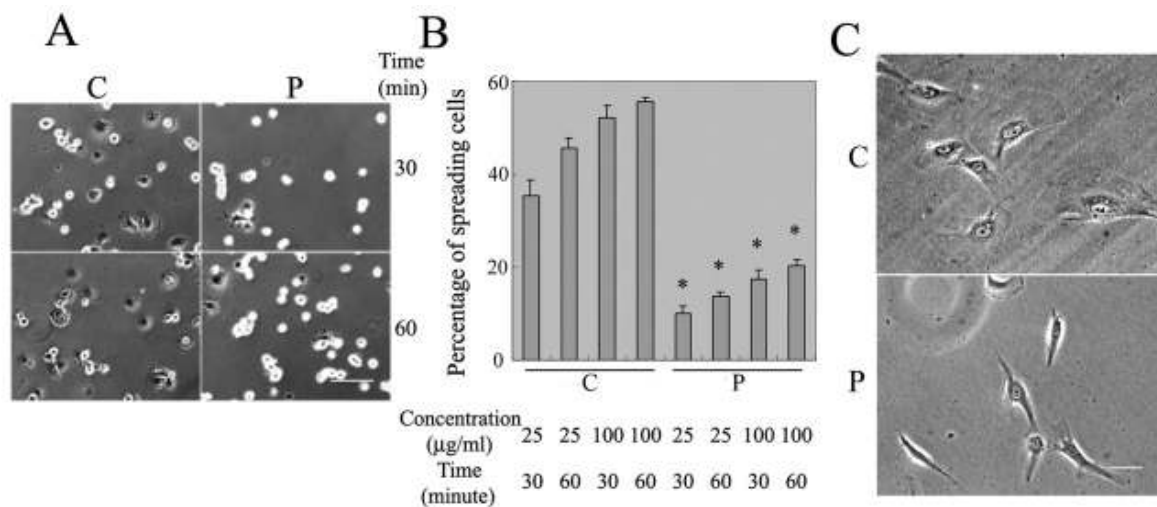 A
B
C
Time
(min)
C P
30
60
Percentage of spreading cells
60
40
20
0
* * * *
C P
Concentration
(μg/ml)
25 25 100 100 25 25 100 100
Time
(minute)
30 60 30 60 30 60 30 60
C
P